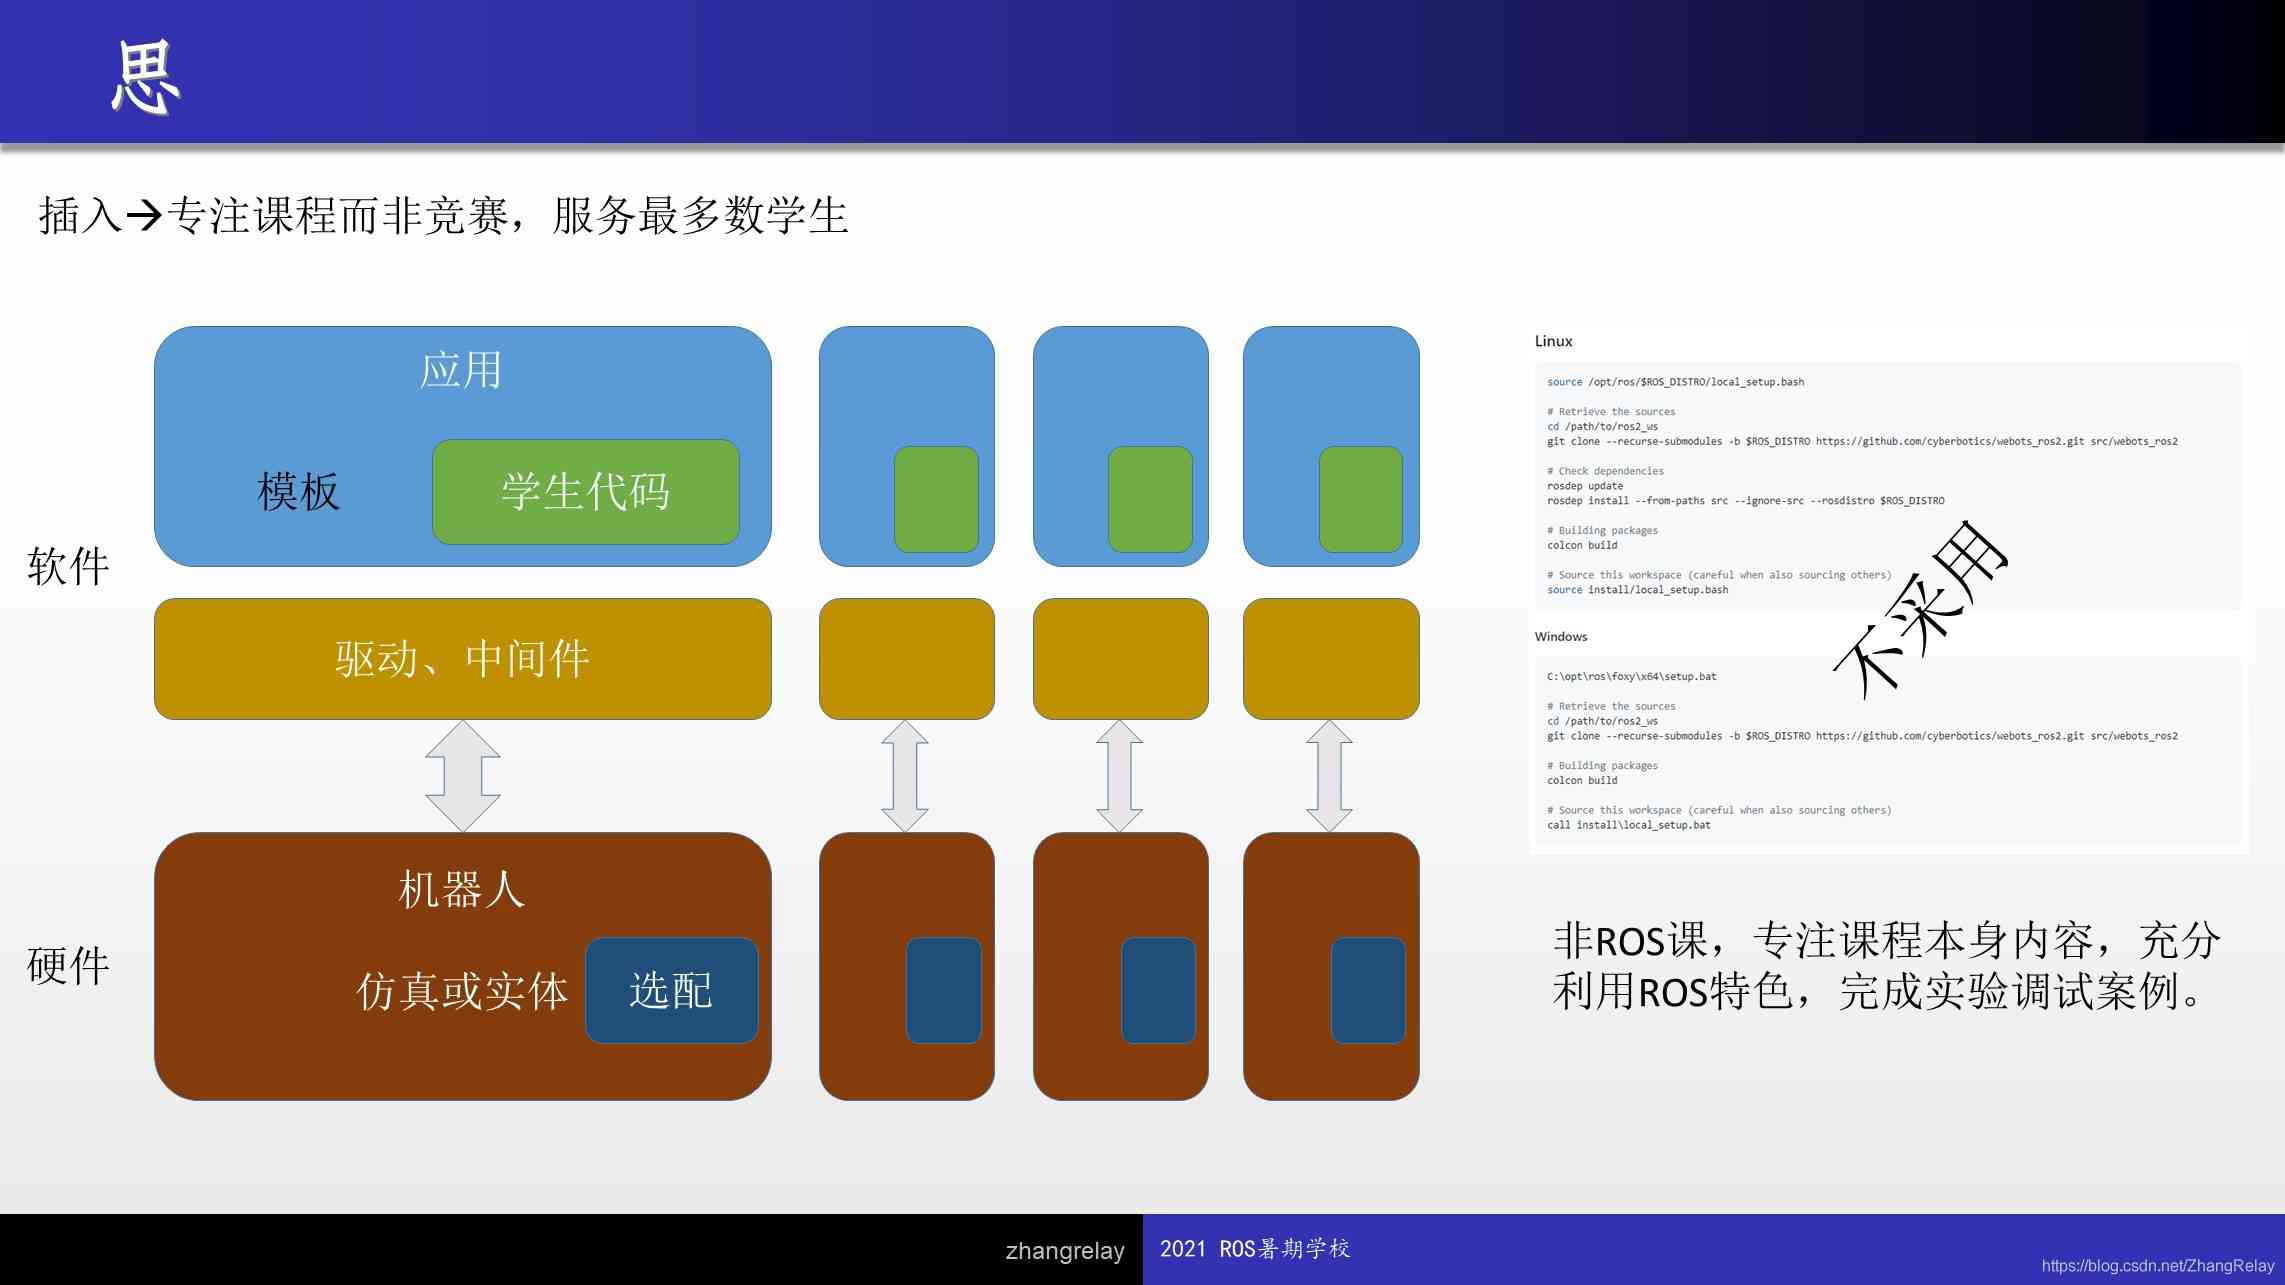 思
插入→专注课程而非竞赛，服务最多数学生
应用
模板
学生代码
软件
驱动、中间件
机器人
硬件
仿真或实体
选配
Linux
source /opt/ros/$ROS_DISTRO/local_setup.bash
# Retrieve the sources
cd /path/to/ros2_ws
git clone --recurse-submodules -b $ROS_DISTRO https://github.com/cyberbotics/webots_ros2.git src/webots_ros2
# Check dependencies
rosdep update
rosdep install --from-paths src --ignore-src --rosdistro $ROS_DISTRO
# Building packages
colcon build
# Source this workspace (careful when also sourcing others)
source install/local_setup.bash
不采用
Windows
C:\opt\ros\foxy\x64\setup.bat
# Retrieve the sources
cd /path/to/ros2_ws
git clone --recurse-submodules -b $ROS_DISTRO https://github.com/cyberbotics/webots_ros2.git src/webots_ros2
# Building packages
colcon build
# Source this workspace (careful when also sourcing others)
call install\local_setup.bat
非ROS课，专注课程本身内容，充分
利用ROS特色，完成实验调试案例。
zhangrelay
2021 ROS暑期学校
https://blog.csdn.net/ZhangRelay